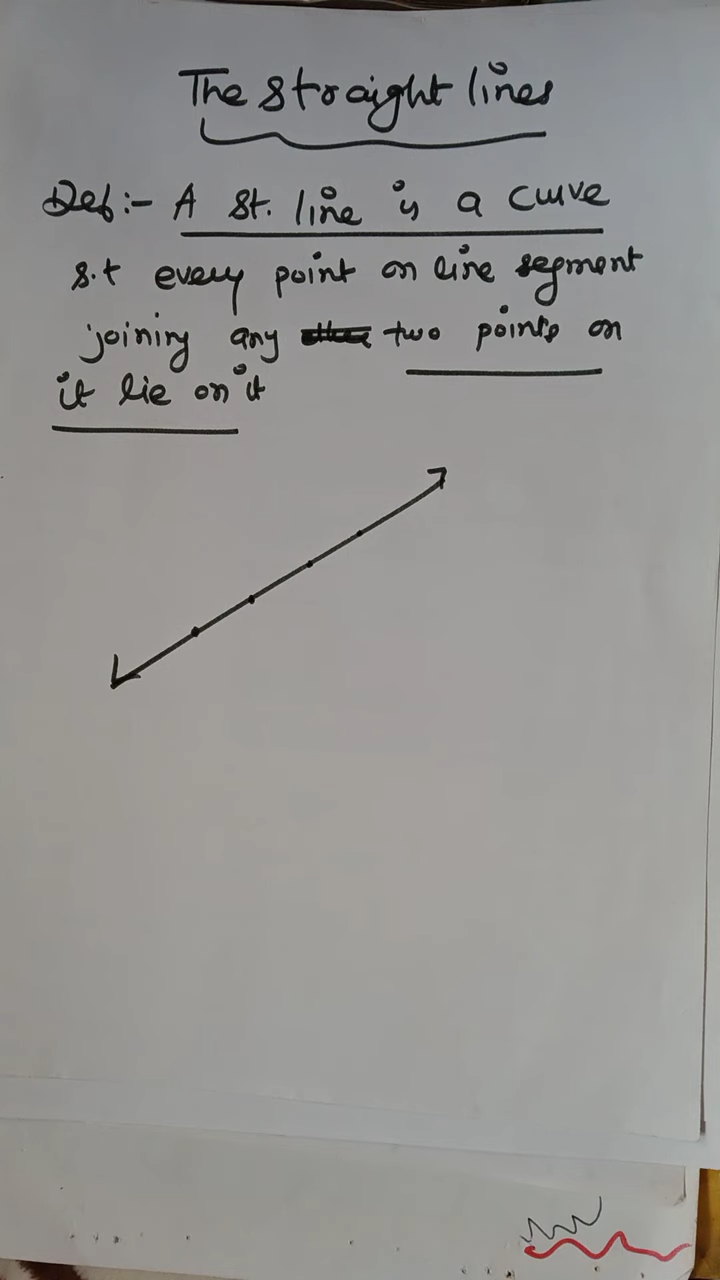 The straight lines
Def:- A st. line is a curve
s.t every point on line segment
joining any two points on
it lie on it